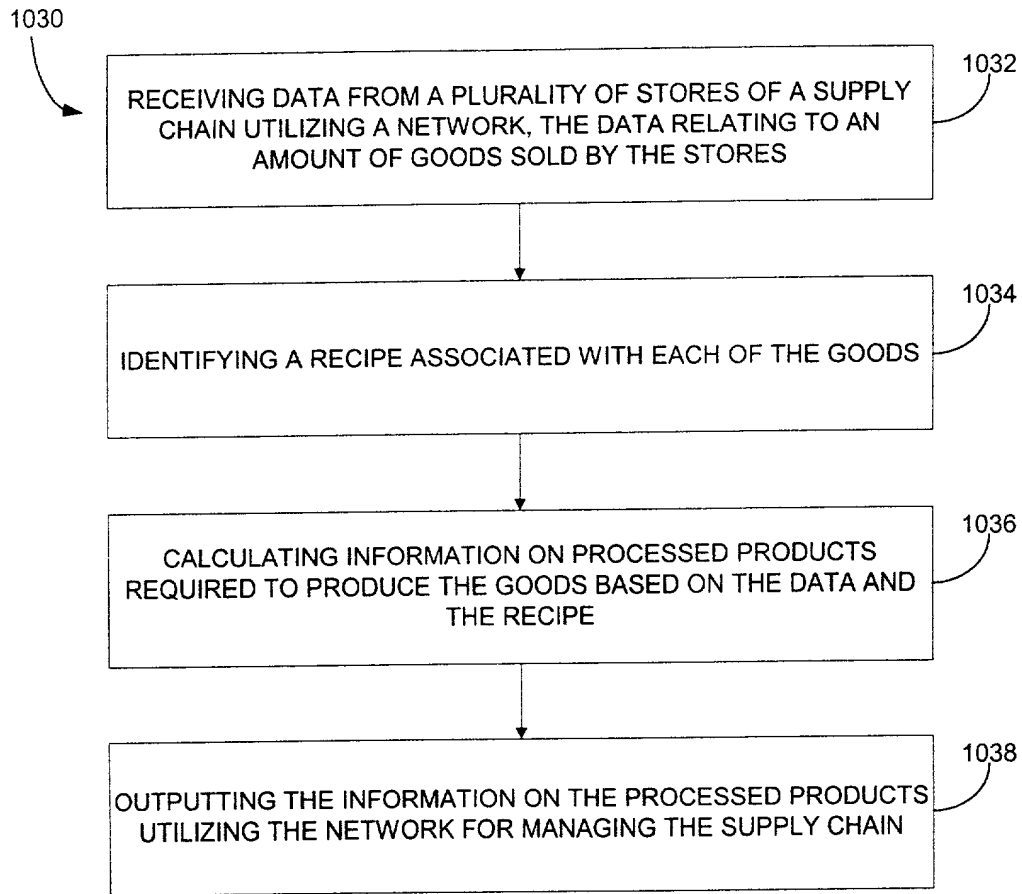 1030
1032
RECEIVING DATA FROM A PLURALITY OF STORES OF A SUPPLY
CHAIN UTILIZING A NETWORK, THE DATA RELATING TO AN
AMOUNT OF GOODS SOLD BY THE STORES
1034
IDENTIFYING A RECIPE ASSOCIATED WITH EACH OF THE GOODS
1036
CALCULATING INFORMATION ON PROCESSED PRODUCTS
REQUIRED TO PRODUCE THE GOODS BASED ON THE DATA AND
THE RECIPE
1038
OUTPUTTING THE INFORMATION ON THE PROCESSED PRODUCTS
UTILIZING THE NETWORK FOR MANAGING THE SUPPLY CHAIN